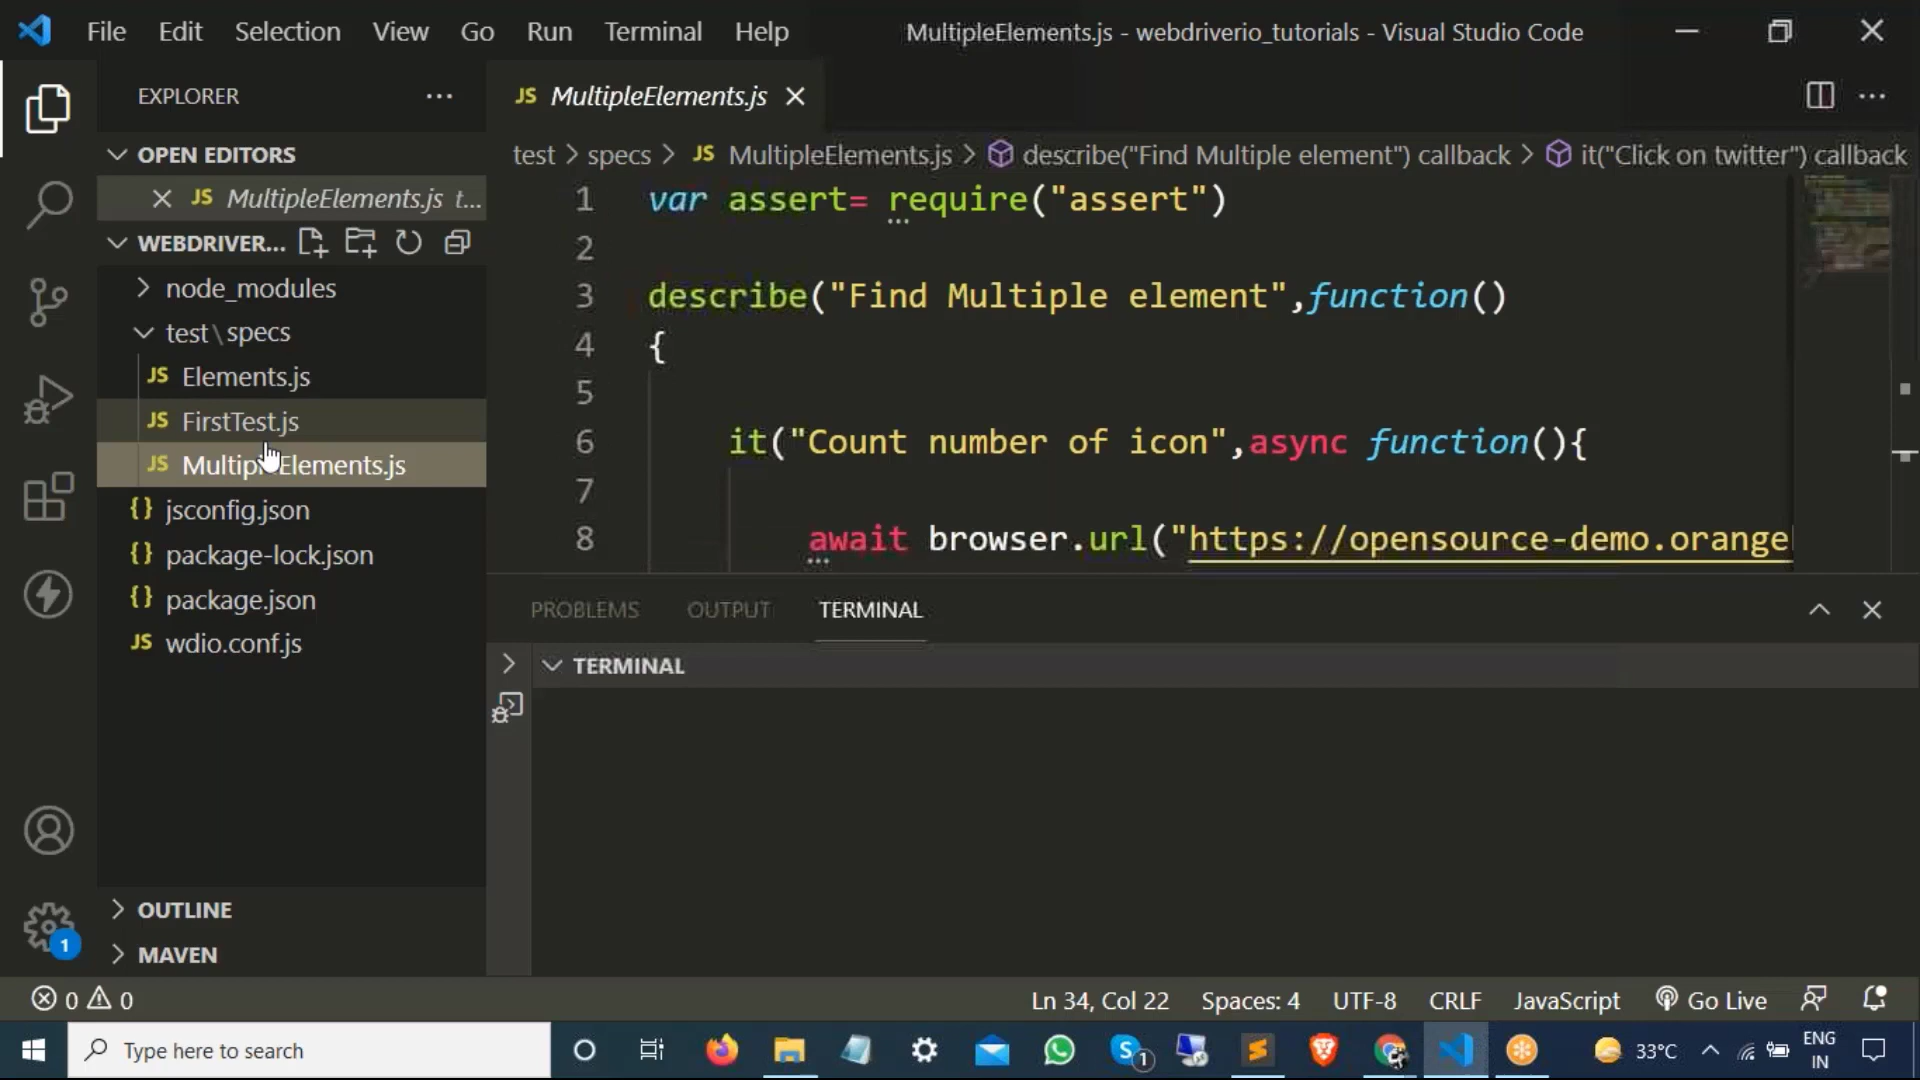 File Edit Selection View Go Run Terminal Help MultipleElements.js - webdriverio_tutorials - Visual Studio Code
EXPLORER
JS MultipleElements.js
OPEN EDITORS
test > specs > JS MultipleElements.js > describe("Find Multiple element") callback > it("Click on twitter") callback
JS MultipleElements.js t...
WEBDRIVER...
node_modules
test\specs
JS Elements.js
JS FirstTest.js
JS MultipleElements.js
{} jsconfig.json
{} package-lock.json
{} package.json
JS wdio.conf.js
OUTLINE
MAVEN
1 var assert= require("assert")
2
3 describe("Find Multiple element",function()
4 {
5
6 it("Count number of icon",async function(){
7
8 await browser.url("https://opensource-demo.orange
PROBLEMS OUTPUT TERMINAL
TERMINAL
1
0 0 Ln 34, Col 22 Spaces: 4 UTF-8 CRLF JavaScript Go Live
Type here to search
1
33°C
ENG
IN